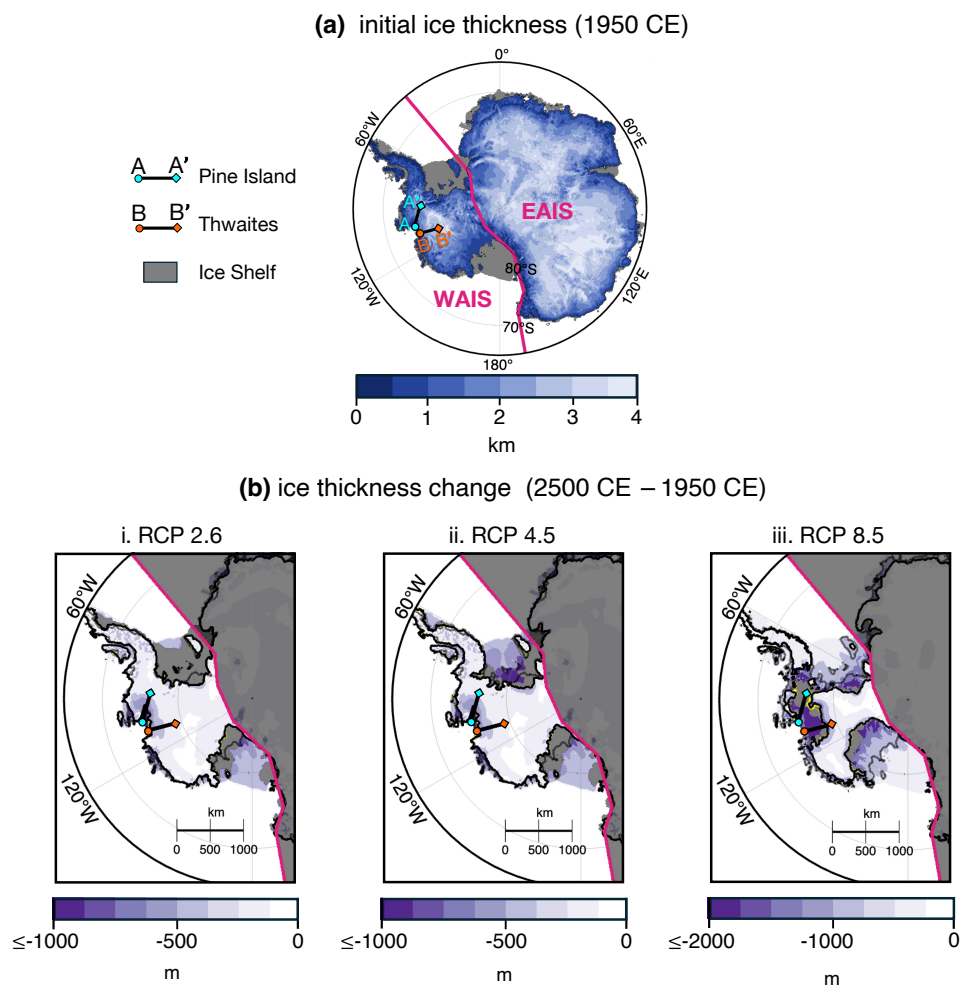 (a) initial ice thickness (1950 CE)
0°
60°W
60°E
A A'
Pine Island
B B'
Thwaites
Ice Shelf
A'
A
B B'
EAIS
WAIS
80°S
70°S
120°W
120°E
180°
0 1 2 3 4
km
(b) ice thickness change (2500 CE – 1950 CE)
i. RCP 2.6
ii. RCP 4.5
iii. RCP 8.5
60°W
60°W
60°W
120°W
120°W
120°W
km
0 500 1000
km
0 500 1000
km
0 500 1000
≤-1000 -500 0
m
≤-1000 -500 0
m
≤-2000 -1000 0
m